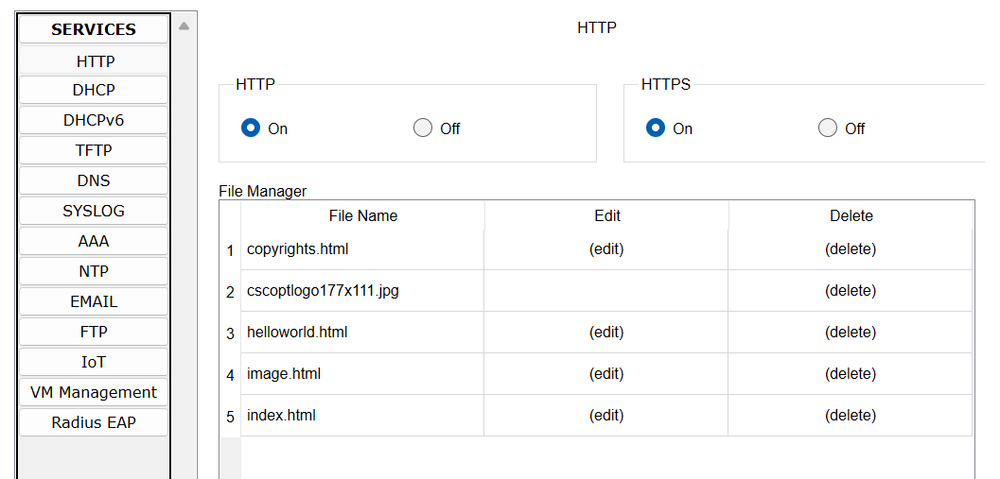 SERVICES
HTTP
DHCP
DHCPv6
TFTP
DNS
SYSLOG
AAA
NTP
EMAIL
FTP
IoT
VM Management
Radius EAP
HTTP
HTTP
On Off
HTTPS
On Off
File Manager
File Name Edit Delete
1 copyrights.html (edit) (delete)
2 cscoptlogo177x111.jpg (delete)
3 helloworld.html (edit) (delete)
4 image.html (edit) (delete)
5 index.html (edit) (delete)